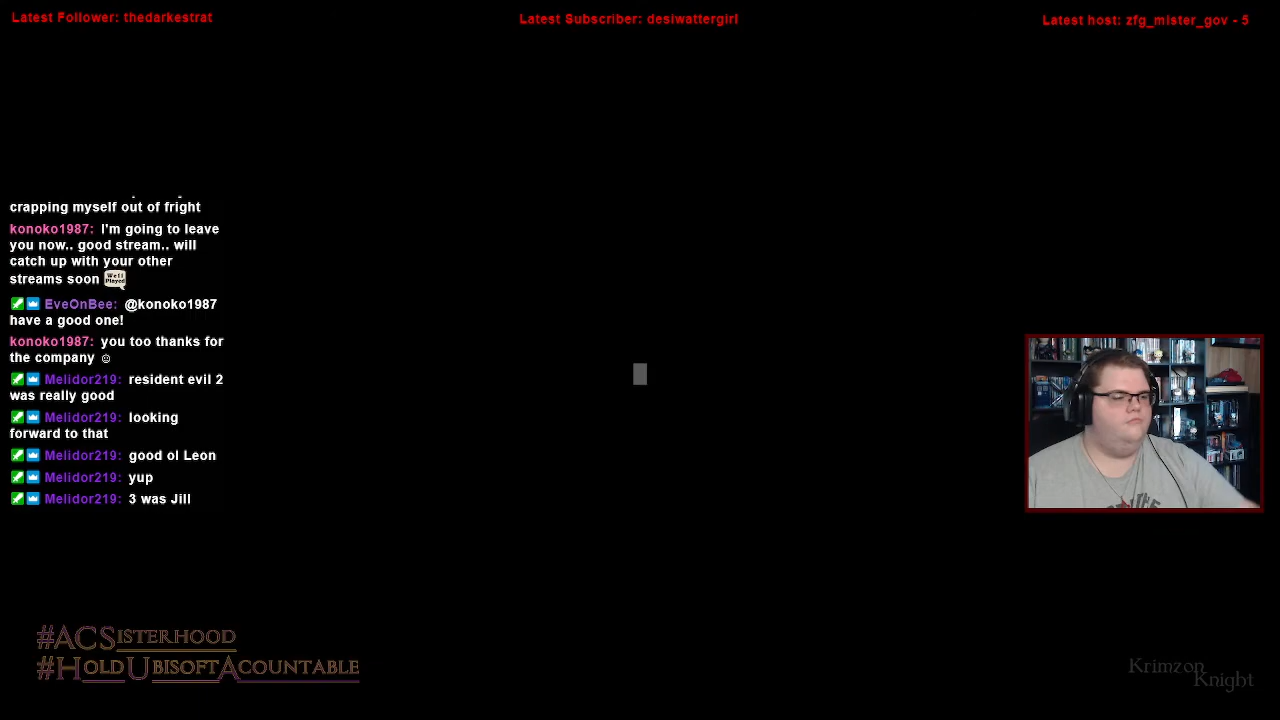 Latest Follower: thedarkestrat
Latest Subscriber: desiwattergirl
Latest host: zfg_mister_gov - 5
crapping myself out of fright
konoko1987: I'm going to leave
you now.. good stream.. will
catch up with your other
streams soon Well Played
EveOnBee: @konoko1987
have a good one!
konoko1987: you too thanks for
the company ☺
Melidor219: resident evil 2
was really good
Melidor219: looking
forward to that
Melidor219: good ol Leon
Melidor219: yup
Melidor219: 3 was Jill
#ACSISTERHOOD
#HOLDUBISOFTACOUNTABLE
Krimzon
Knight